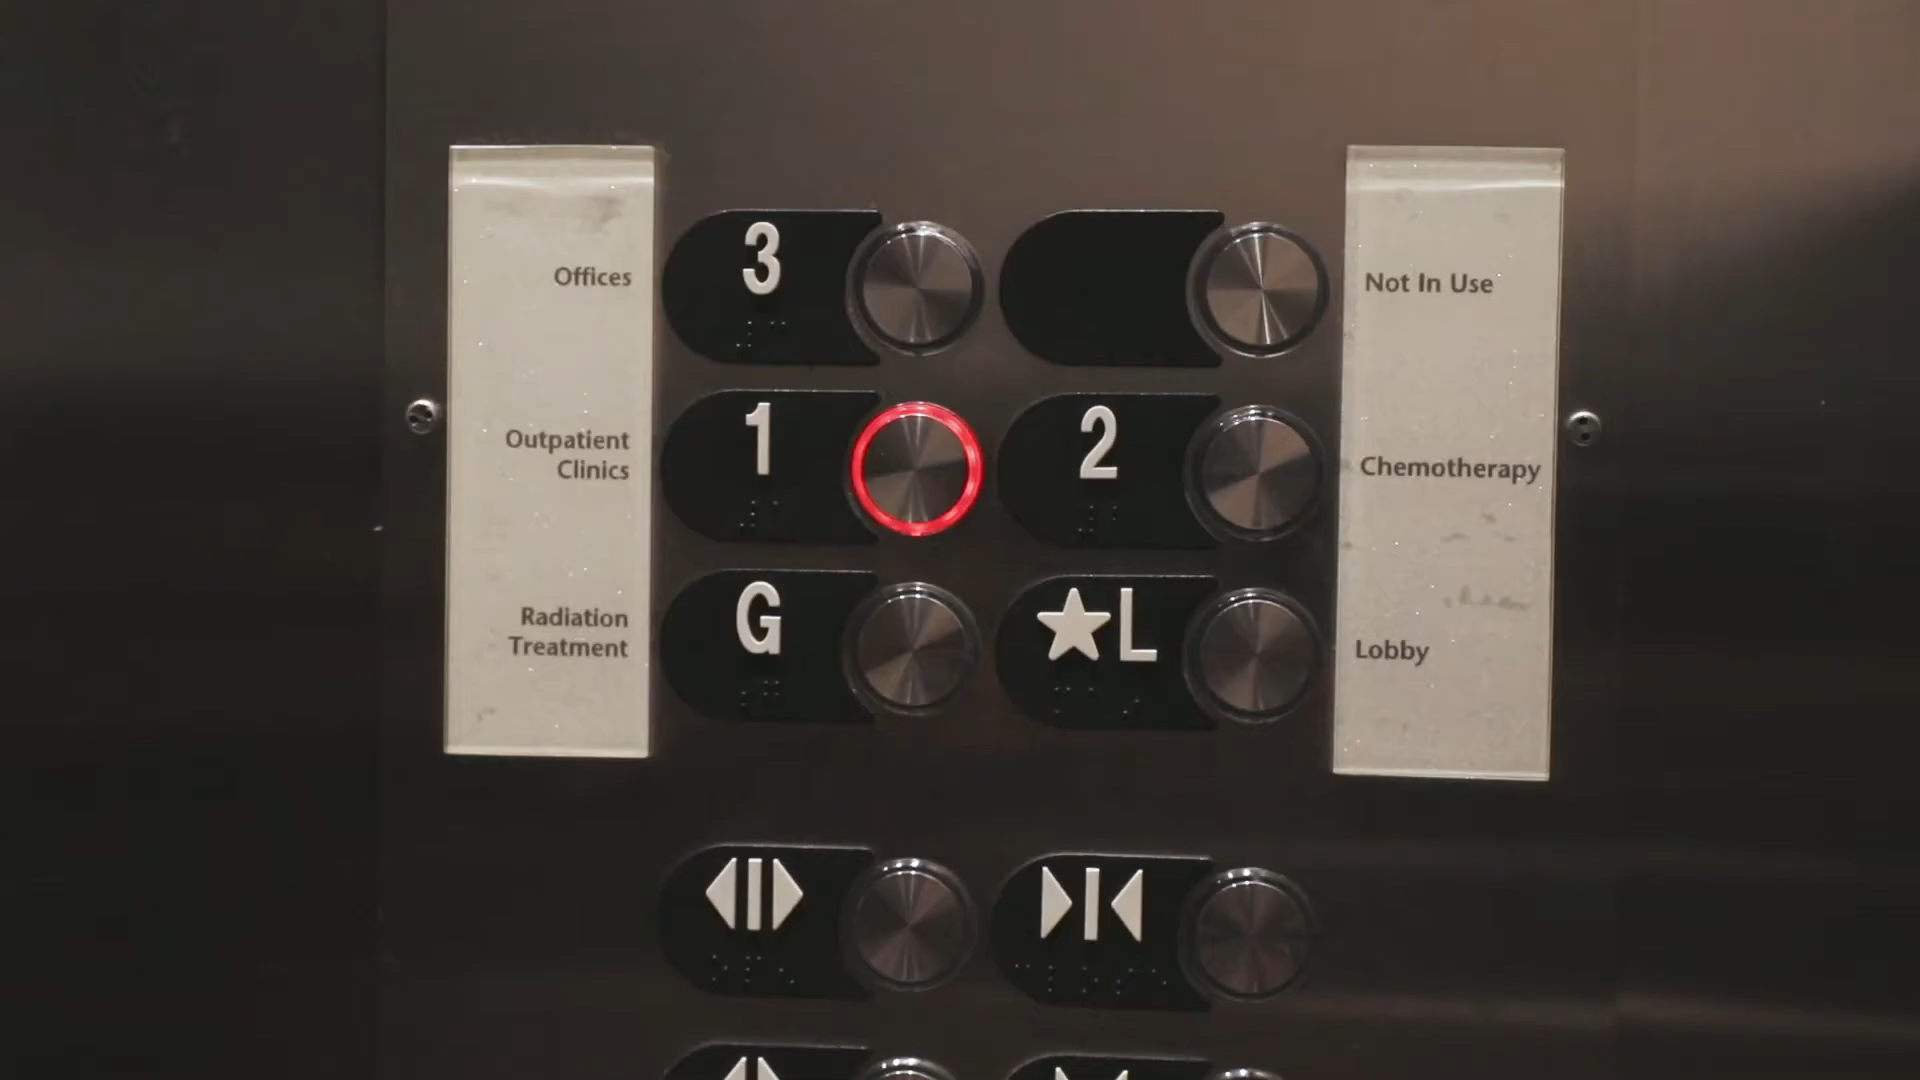 Offices
3
Not In Use
Outpatient
Clinics
1
2
Chemotherapy
Radiation
Treatment
G
★L
Lobby